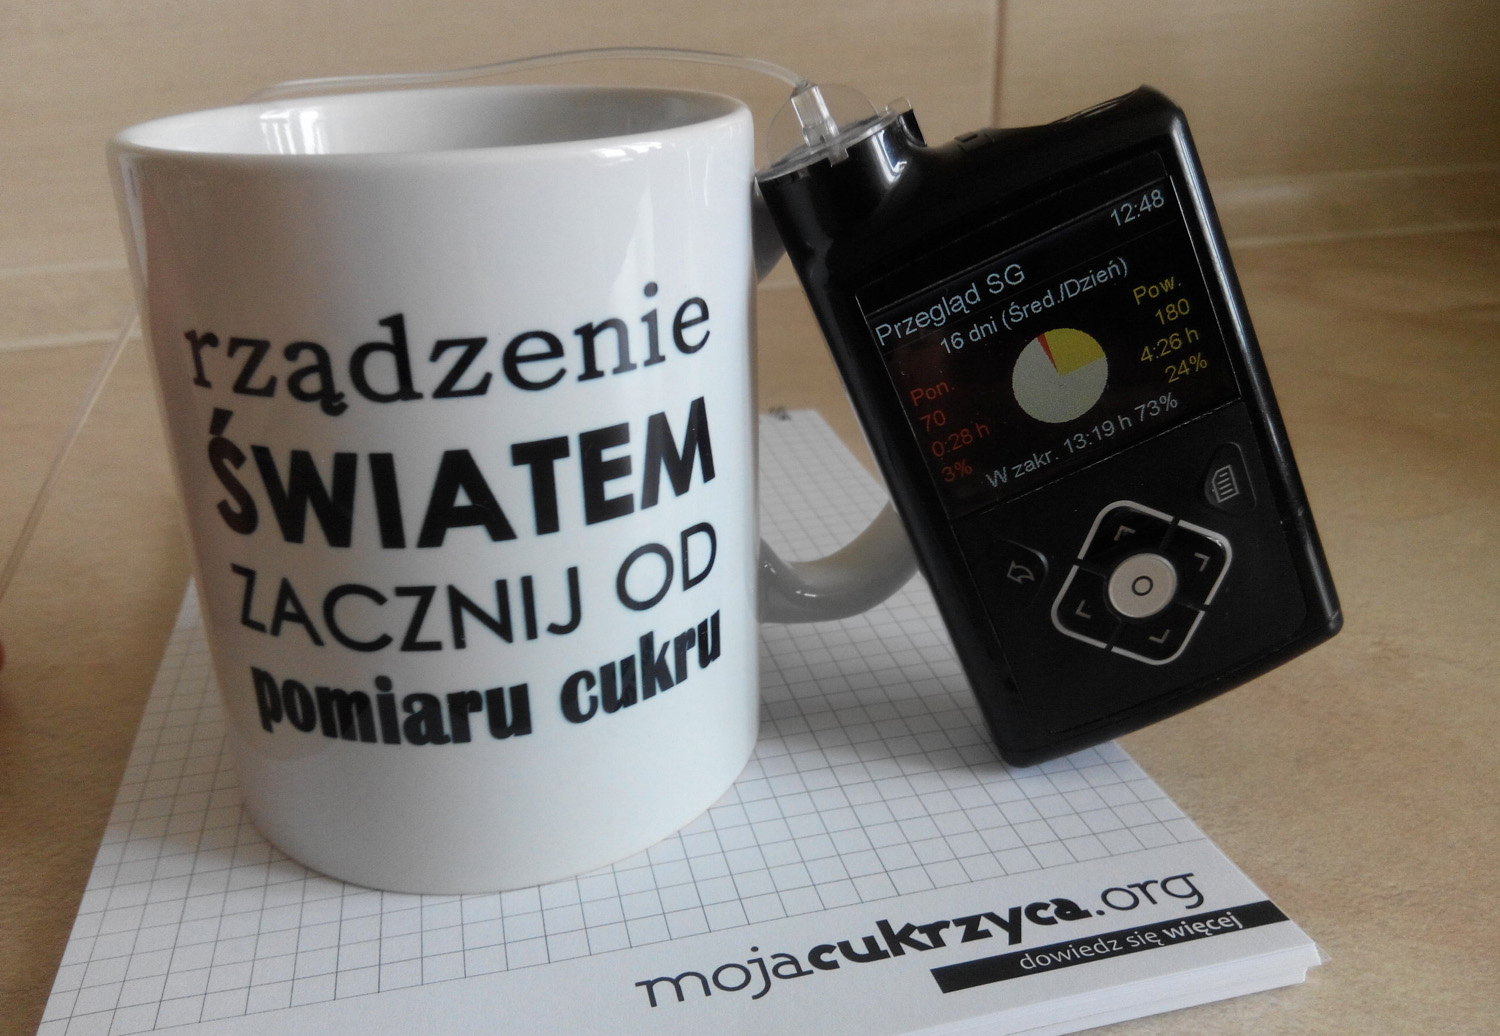 rządzenie
ŚWIATEM
ZACZNIJ OD
pomiaru cukru
12:48
Przegląd SG
16 dni (Śred./Dzień)
Pon.
70
0:28 h
3%
Pow.
180
4:26 h
24%
W zakr. 13:19 h 73%
mojacukrzyca.org
dowiedz się więcej